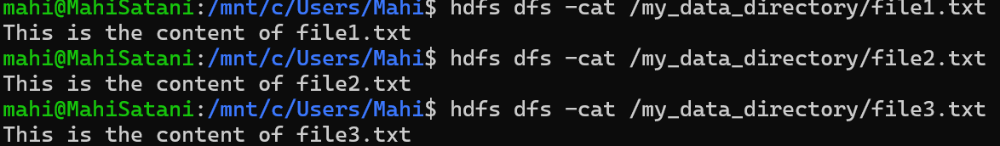 mahi@MahiSatani:/mnt/c/Users/Mahi$ hdfs dfs -cat /my_data_directory/file1.txt
This is the content of file1.txt
mahi@MahiSatani:/mnt/c/Users/Mahi$ hdfs dfs -cat /my_data_directory/file2.txt
This is the content of file2.txt
mahi@MahiSatani:/mnt/c/Users/Mahi$ hdfs dfs -cat /my_data_directory/file3.txt
This is the content of file3.txt